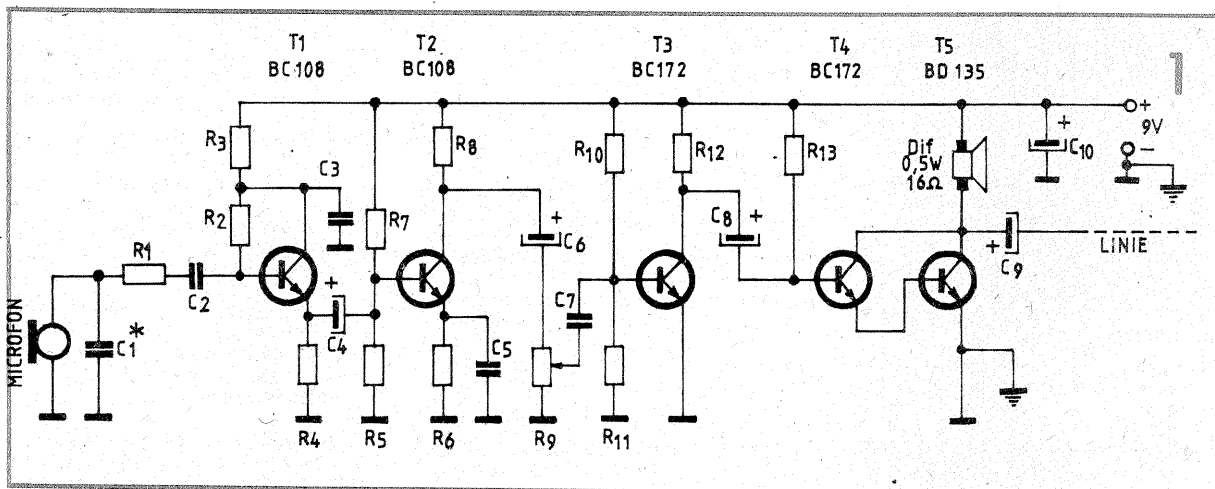 T1 T2 T3 T4 T5
BC108 BC108 BC172 BC172 BD 135
1
R3
C3
R8
R10
R12
R13
Dif
0,5W
16Ω
+
C10
+
9V
-
R2
R7
+
C6
C8
+
R1
C2
+
C4
C7
+
C9
LINIE
MICROFON
C1 *
C5
R4 R5 R6 R9 R11